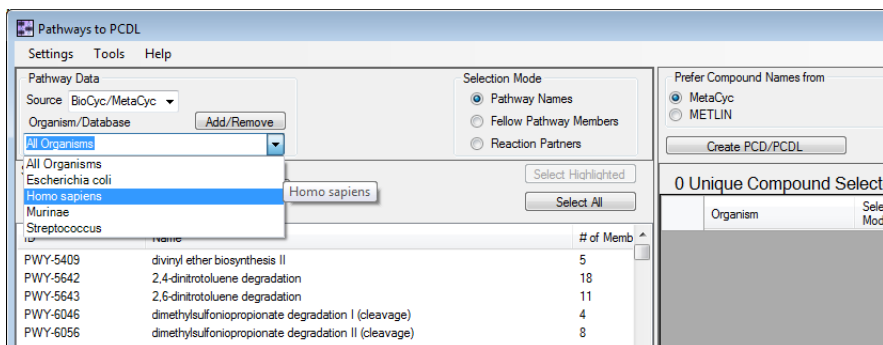 Pathways to PCDL
Settings Tools Help
Pathway Data
Source BioCyc/MetaCyc
Organism/Database Add/Remove
All Organisms
All Organisms
Escherichia coli
Homo sapiens
Murinae
Streptococcus
Homo sapiens
Selection Mode
Pathway Names
Fellow Pathway Members
Reaction Partners
Select Highlighted
Select All
Prefer Compound Names from
MetaCyc
METLIN
Create PCD/PCDL
0 Unique Compound Select
Organism
Sele
Mod
ID Name # of Memb
PWY-5409 divinyl ether biosynthesis II 5
PWY-5642 2,4-dinitrotoluene degradation 18
PWY-5643 2,6-dinitrotoluene degradation 11
PWY-6046 dimethylsulfoniopropionate degradation I (cleavage) 4
PWY-6056 dimethylsulfoniopropionate degradation II (cleavage) 8